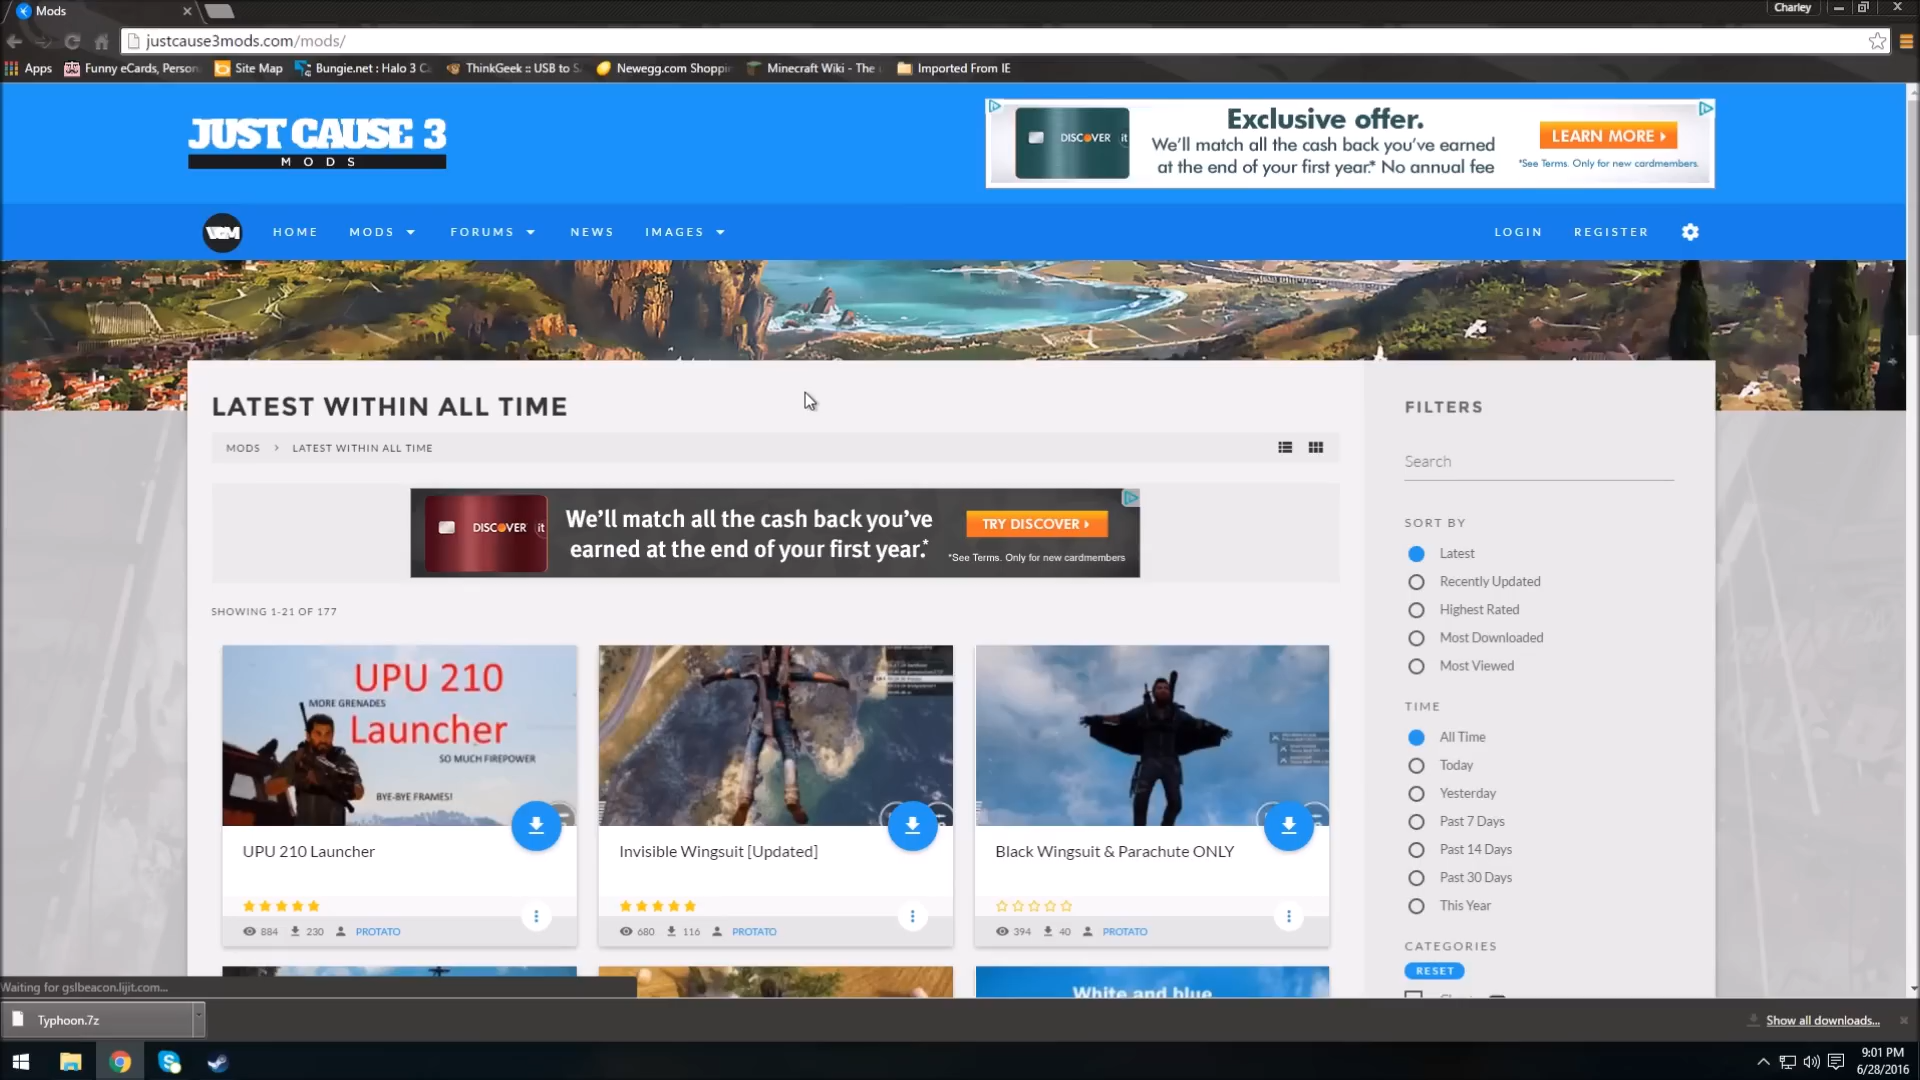 Mods
Charley
justcause3mods.com/mods/
Apps
Funny eCards, Person
Site Map
Bungie.net : Halo 3 C
ThinkGeek :: USB to S
Newegg.com Shoppi
Minecraft Wiki - The
Imported From IE
JUST CAUSE 3
MODS
DISCOVER it
Exclusive offer.
We'll match all the cash back you've earned
at the end of your first year.* No annual fee
LEARN MORE
*See Terms. Only for new cardmembers.
HOME
MODS
FORUMS
NEWS
IMAGES
LOGIN
REGISTER
LATEST WITHIN ALL TIME
MODS > LATEST WITHIN ALL TIME
DISCOVER it
We'll match all the cash back you've
earned at the end of your first year.*
TRY DISCOVER
*See Terms. Only for new cardmembers
SHOWING 1-21 OF 177
UPU 210
MORE GRENADES
Launcher
SO MUCH FIREPOWER
BYE-BYE FRAMES!
UPU 210 Launcher
884 230 PROTATO
Invisible Wingsuit [Updated]
680 116 PROTATO
Black Wingsuit & Parachute ONLY
394 40 PROTATO
White and blue
FILTERS
Search
SORT BY
Latest
Recently Updated
Highest Rated
Most Downloaded
Most Viewed
TIME
All Time
Today
Yesterday
Past 7 Days
Past 14 Days
Past 30 Days
This Year
CATEGORIES
RESET
Waiting for gslbeacon.lijit.com...
Typhoon.7z
Show all downloads...
9:01 PM
6/28/2016